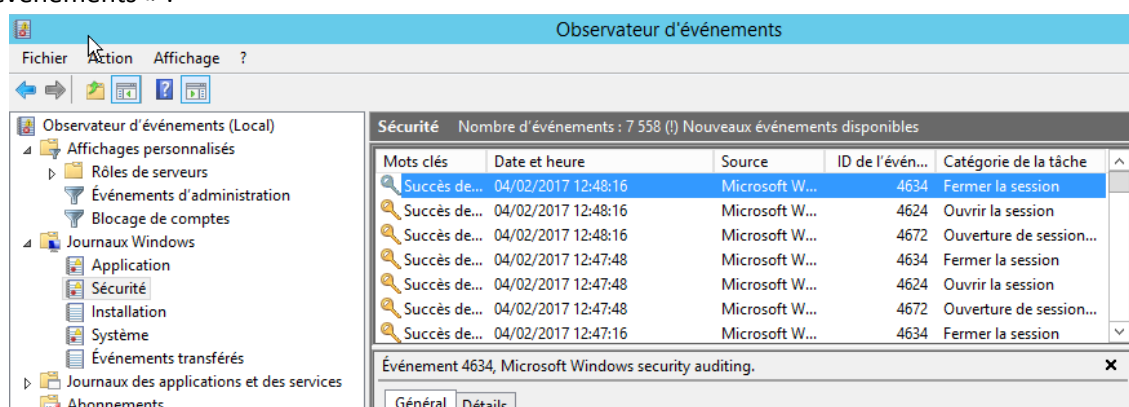 évènements » .
Observateur d'événements
Fichier Action Affichage ?
Observateur d'événements (Local)
Affichages personnalisés
Rôles de serveurs
Événements d'administration
Blocage de comptes
Journaux Windows
Application
Sécurité
Installation
Système
Événements transférés
Journaux des applications et des services
Abonnements
Sécurité Nombre d'événements : 7 558 (!) Nouveaux événements disponibles
Mots clés Date et heure Source ID de l'évén... Catégorie de la tâche
Succès de... 04/02/2017 12:48:16 Microsoft W... 4634 Fermer la session
Succès de... 04/02/2017 12:48:16 Microsoft W... 4624 Ouvrir la session
Succès de... 04/02/2017 12:48:16 Microsoft W... 4672 Ouverture de session...
Succès de... 04/02/2017 12:47:48 Microsoft W... 4634 Fermer la session
Succès de... 04/02/2017 12:47:48 Microsoft W... 4624 Ouvrir la session
Succès de... 04/02/2017 12:47:48 Microsoft W... 4672 Ouverture de session...
Succès de... 04/02/2017 12:47:16 Microsoft W... 4634 Fermer la session
Événement 4634, Microsoft Windows security auditing.
Général Détails